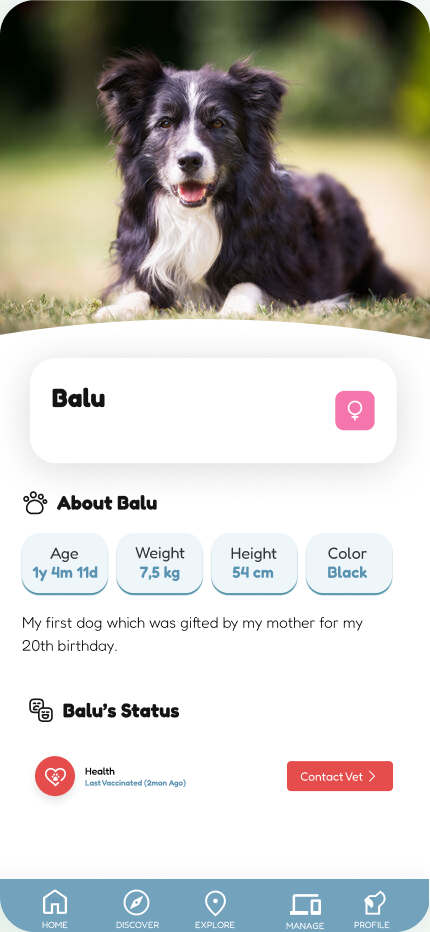 Balu
About Balu
Age
1y 4m 11d
Weight
7,5 kg
Height
54 cm
Color
Black
My first dog which was gifted by my mother for my
20th birthday.
Balu's Status
Health
Last Vaccinated (2mon Ago)
Contact Vet
HOME
DISCOVER
EXPLORE
MANAGE
PROFILE